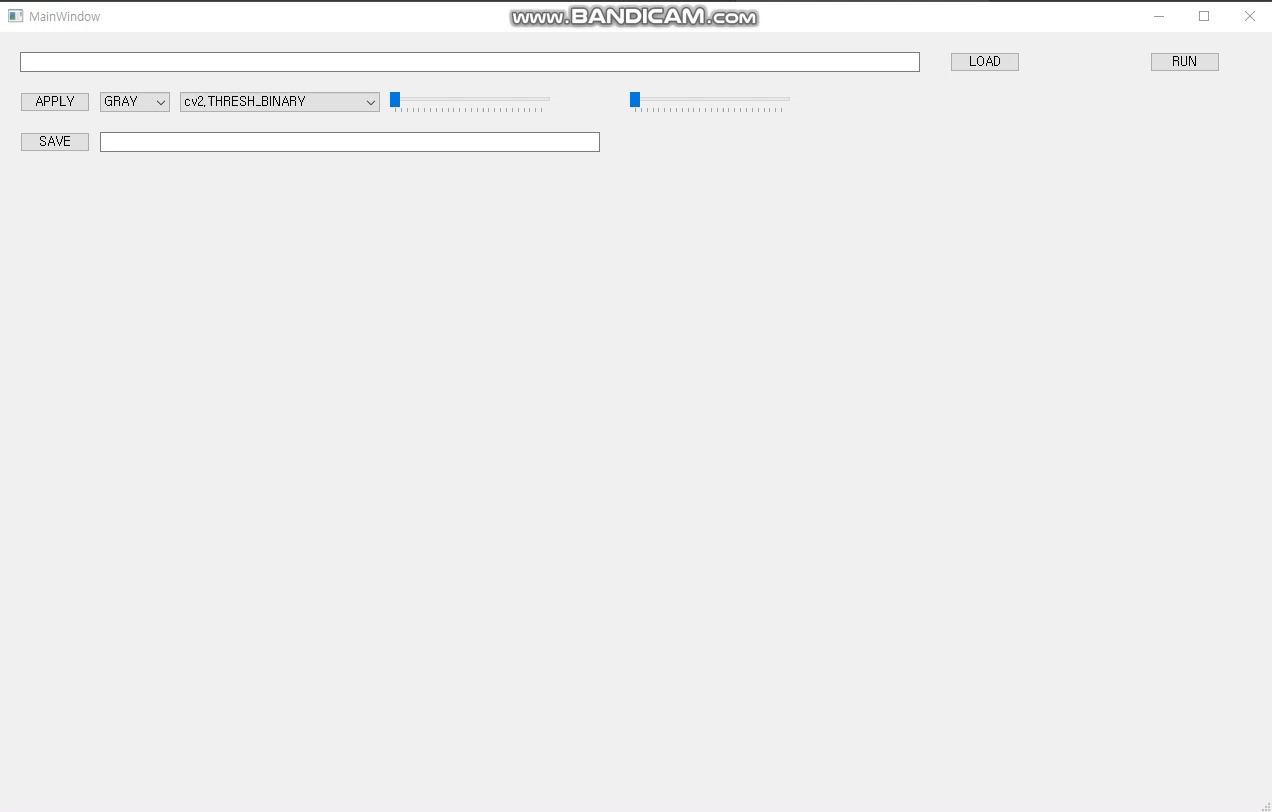 MainWindow
www.BANDICAM.com
LOAD
RUN
APPLY
GRAY
cv2.THRESH_BINARY
SAVE